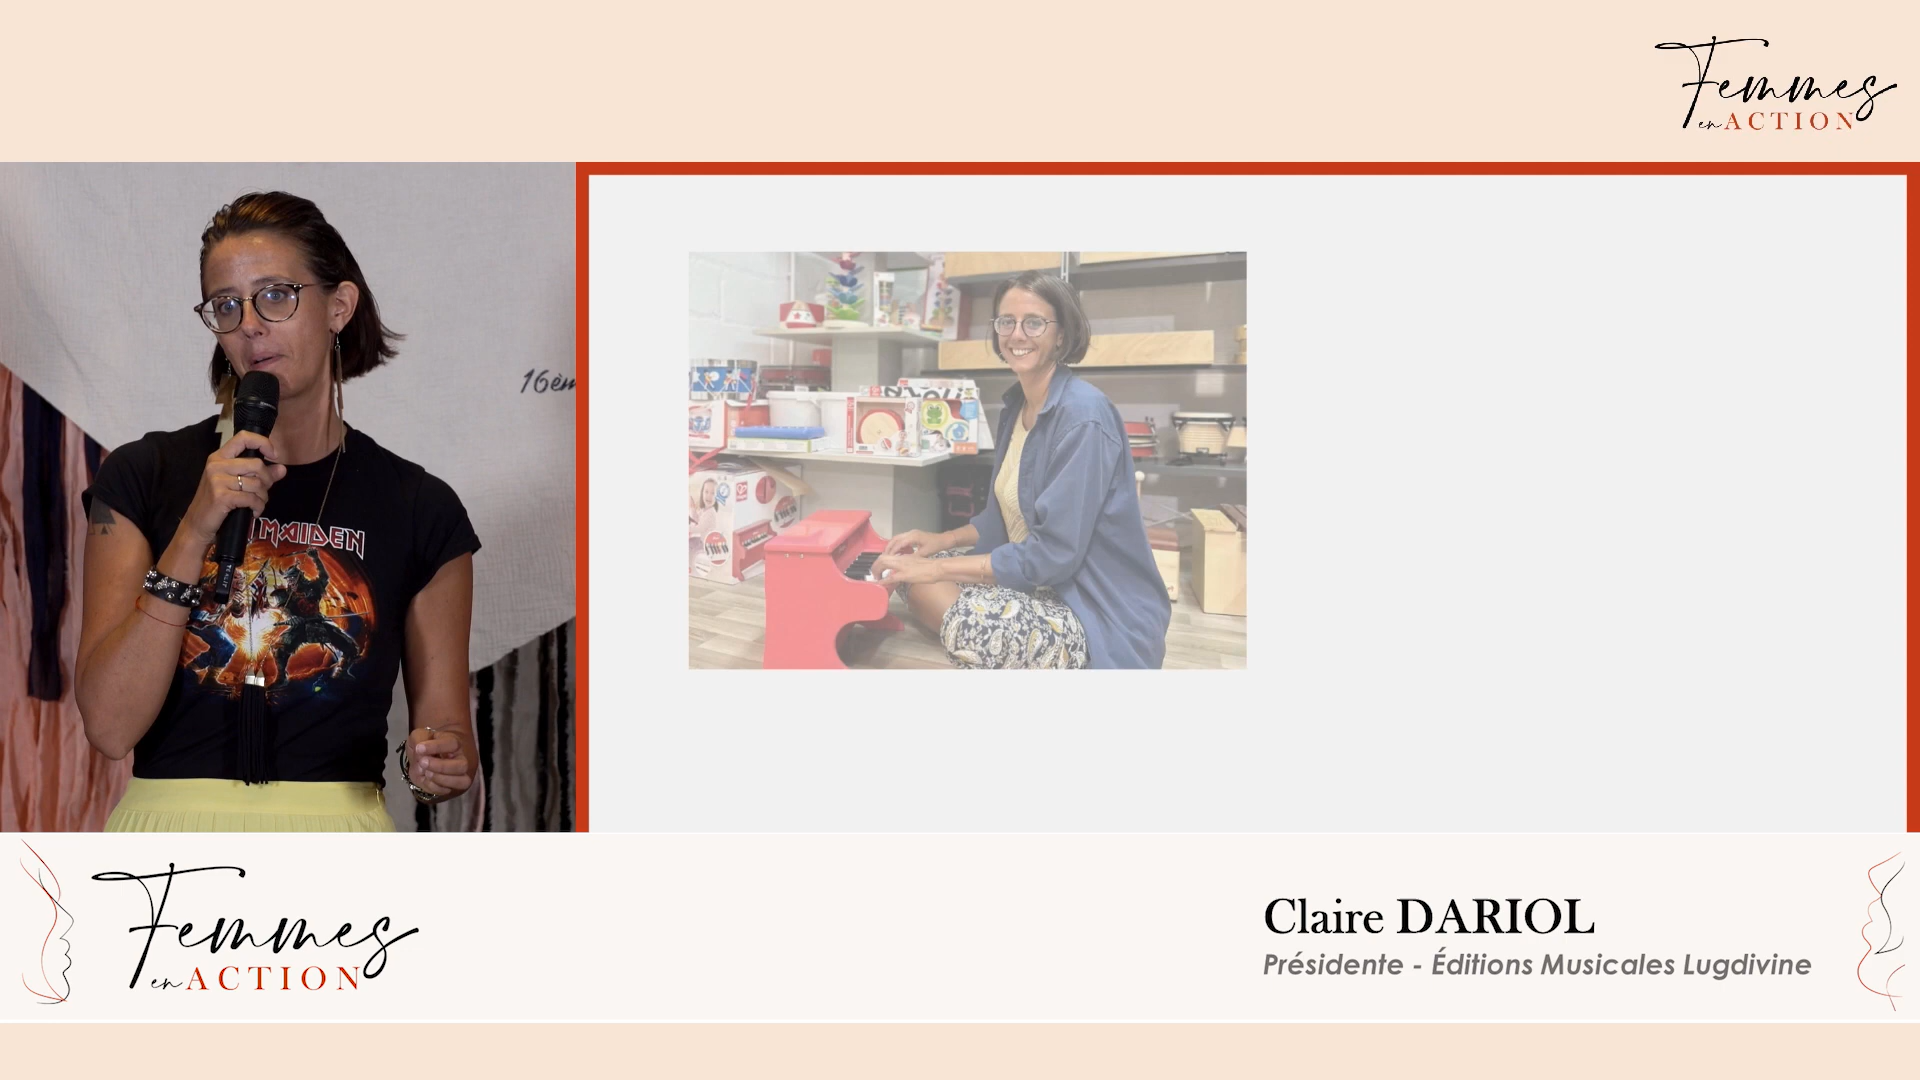 Femmes
en ACTION
16èm
MAIDEN
Femmes
en ACTION
Claire DARIOL
Présidente - Éditions Musicales Lugdivine